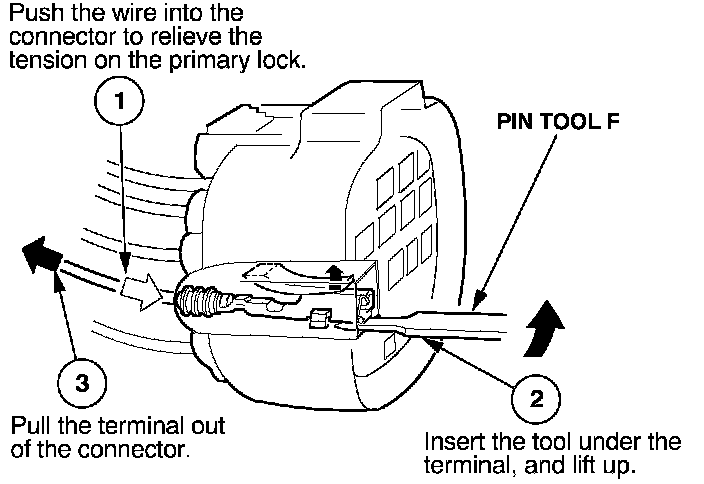 Push the wire into the
connector to relieve the
tension on the primary lock.
1
PIN TOOL F
3
Pull the terminal out
of the connector.
2
Insert the tool under the
terminal, and lift up.